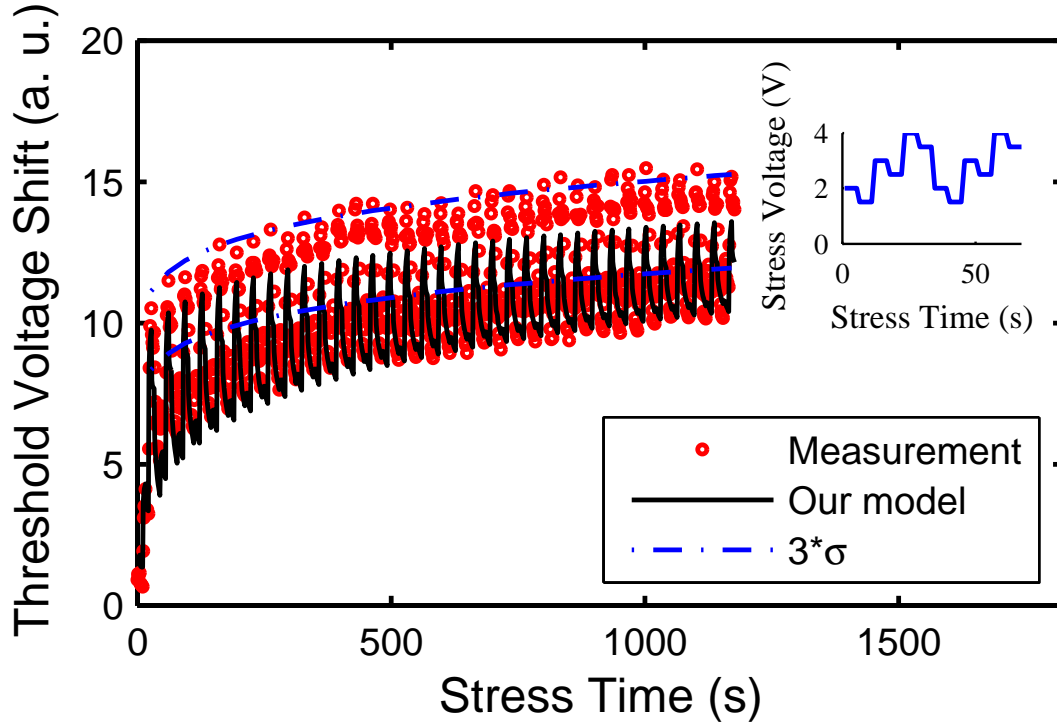 Threshold Voltage Shift (a. u.)
20
15
10
5
0
0 500 1000 1500
Stress Time (s)
Stress Voltage (V)
4
2
0
0 50
Stress Time (s)
Measurement
Our model
3*σ